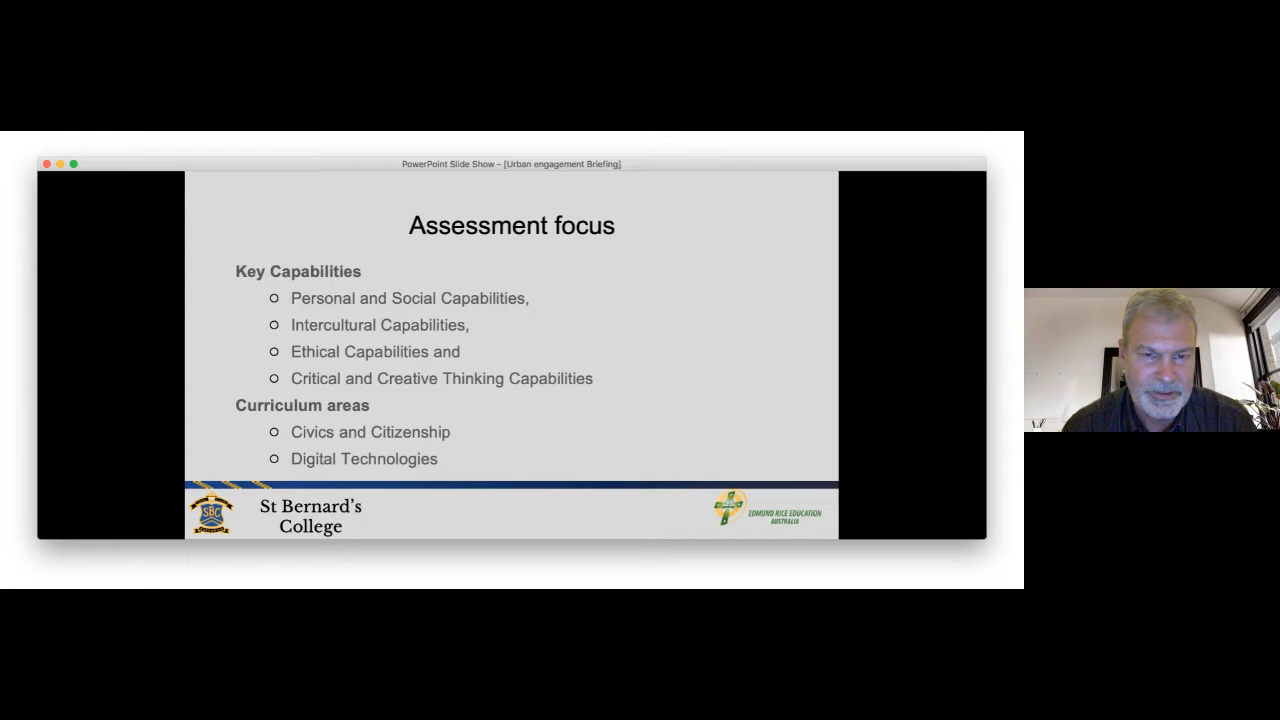 PowerPoint Slide Show – [Urban engagement Briefing]
Assessment focus
Key Capabilities
Personal and Social Capabilities,
Intercultural Capabilities,
Ethical Capabilities and
Critical and Creative Thinking Capabilities
Curriculum areas
Civics and Citizenship
Digital Technologies
SBC
St Bernard's
College
EDMUND RICE EDUCATION
AUSTRALIA